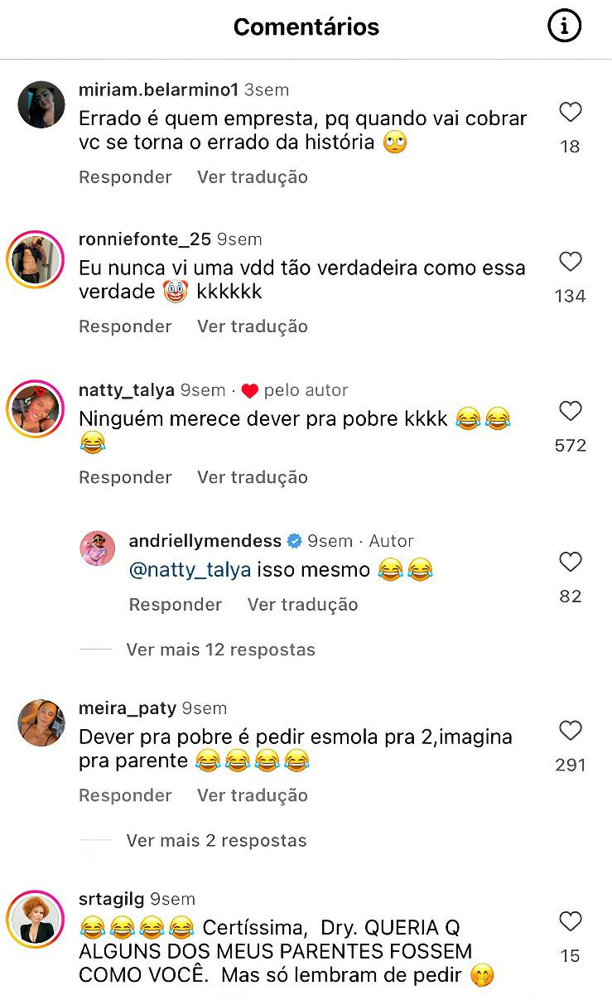 Comentários
miriam.belarmino1 3sem
Errado é quem empresta, pq quando vai cobrar
vc se torna o errado da história 🙄
18
Responder Ver tradução
ronniefonte_25 9sem
Eu nunca vi uma vdd tão verdadeira como essa
verdade 🤡 kkkkkk
134
Responder Ver tradução
natty_talya 9sem · ❤️ pelo autor
Ninguém merece dever pra pobre kkkk 😂😂
😂
572
Responder Ver tradução
andriellymendess 9sem · Autor
@natty_talya isso mesmo 😂😂
82
Responder Ver tradução
Ver mais 12 respostas
meira_paty 9sem
Dever pra pobre é pedir esmola pra 2,imagina
pra parente 😂😂😂😂
291
Responder Ver tradução
Ver mais 2 respostas
srtagilg 9sem
😂😂😂😂 Certíssima, Dry. QUERIA Q
ALGUNS DOS MEUS PARENTES FOSSEM
COMO VOCÊ. Mas só lembram de pedir 🤭
15